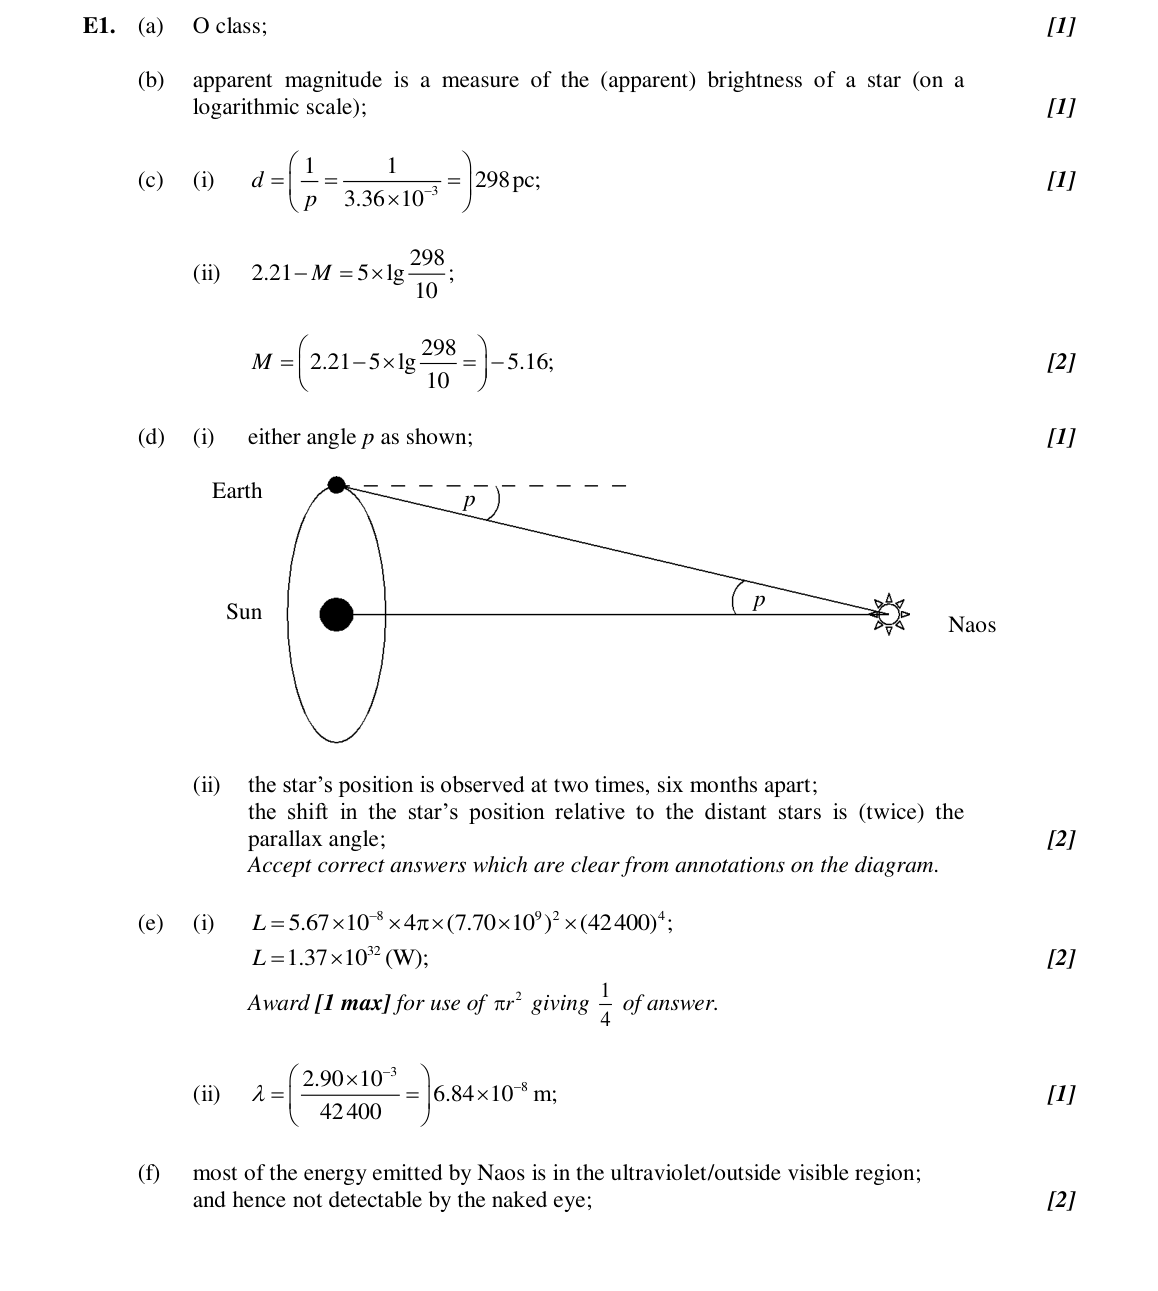 E1. (a) O class; [1]
(b) apparent magnitude is a measure of the (apparent) brightness of a star (on a
logarithmic scale); [1]
(c) (i) d = (1/p = 1/(3.36×10⁻³) =) 298 pc; [1]
(ii) 2.21 − M = 5 × lg 298/10;
M = (2.21 − 5 × lg 298/10 =) −5.16; [2]
(d) (i) either angle p as shown; [1]
Earth
p
p
Sun
Naos
(ii) the star’s position is observed at two times, six months apart;
the shift in the star’s position relative to the distant stars is (twice) the
parallax angle; [2]
Accept correct answers which are clear from annotations on the diagram.
(e) (i) L = 5.67×10⁻⁸ × 4π × (7.70×10⁹)² × (42 400)⁴;
L = 1.37×10³² (W); [2]
Award [1 max] for use of πr² giving 1/4 of answer.
(ii) λ = (2.90×10⁻³/42 400 =) 6.84×10⁻⁸ m; [1]
(f) most of the energy emitted by Naos is in the ultraviolet/outside visible region;
and hence not detectable by the naked eye; [2]